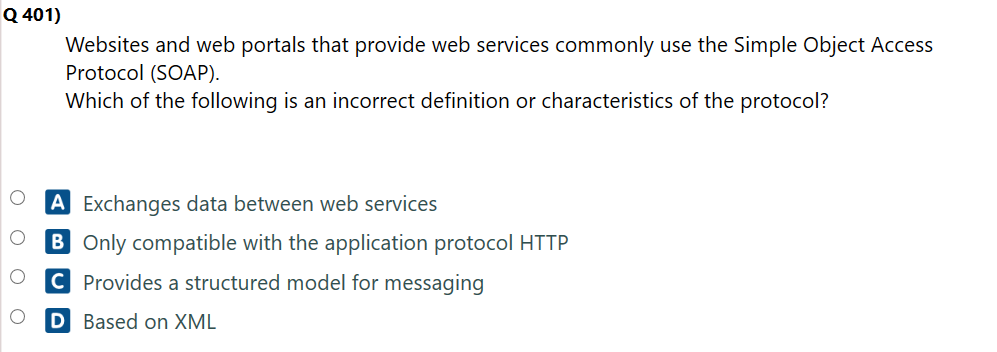 Q 401)
Websites and web portals that provide web services commonly use the Simple Object Access
Protocol (SOAP).
Which of the following is an incorrect definition or characteristics of the protocol?
A Exchanges data between web services
B Only compatible with the application protocol HTTP
C Provides a structured model for messaging
D Based on XML